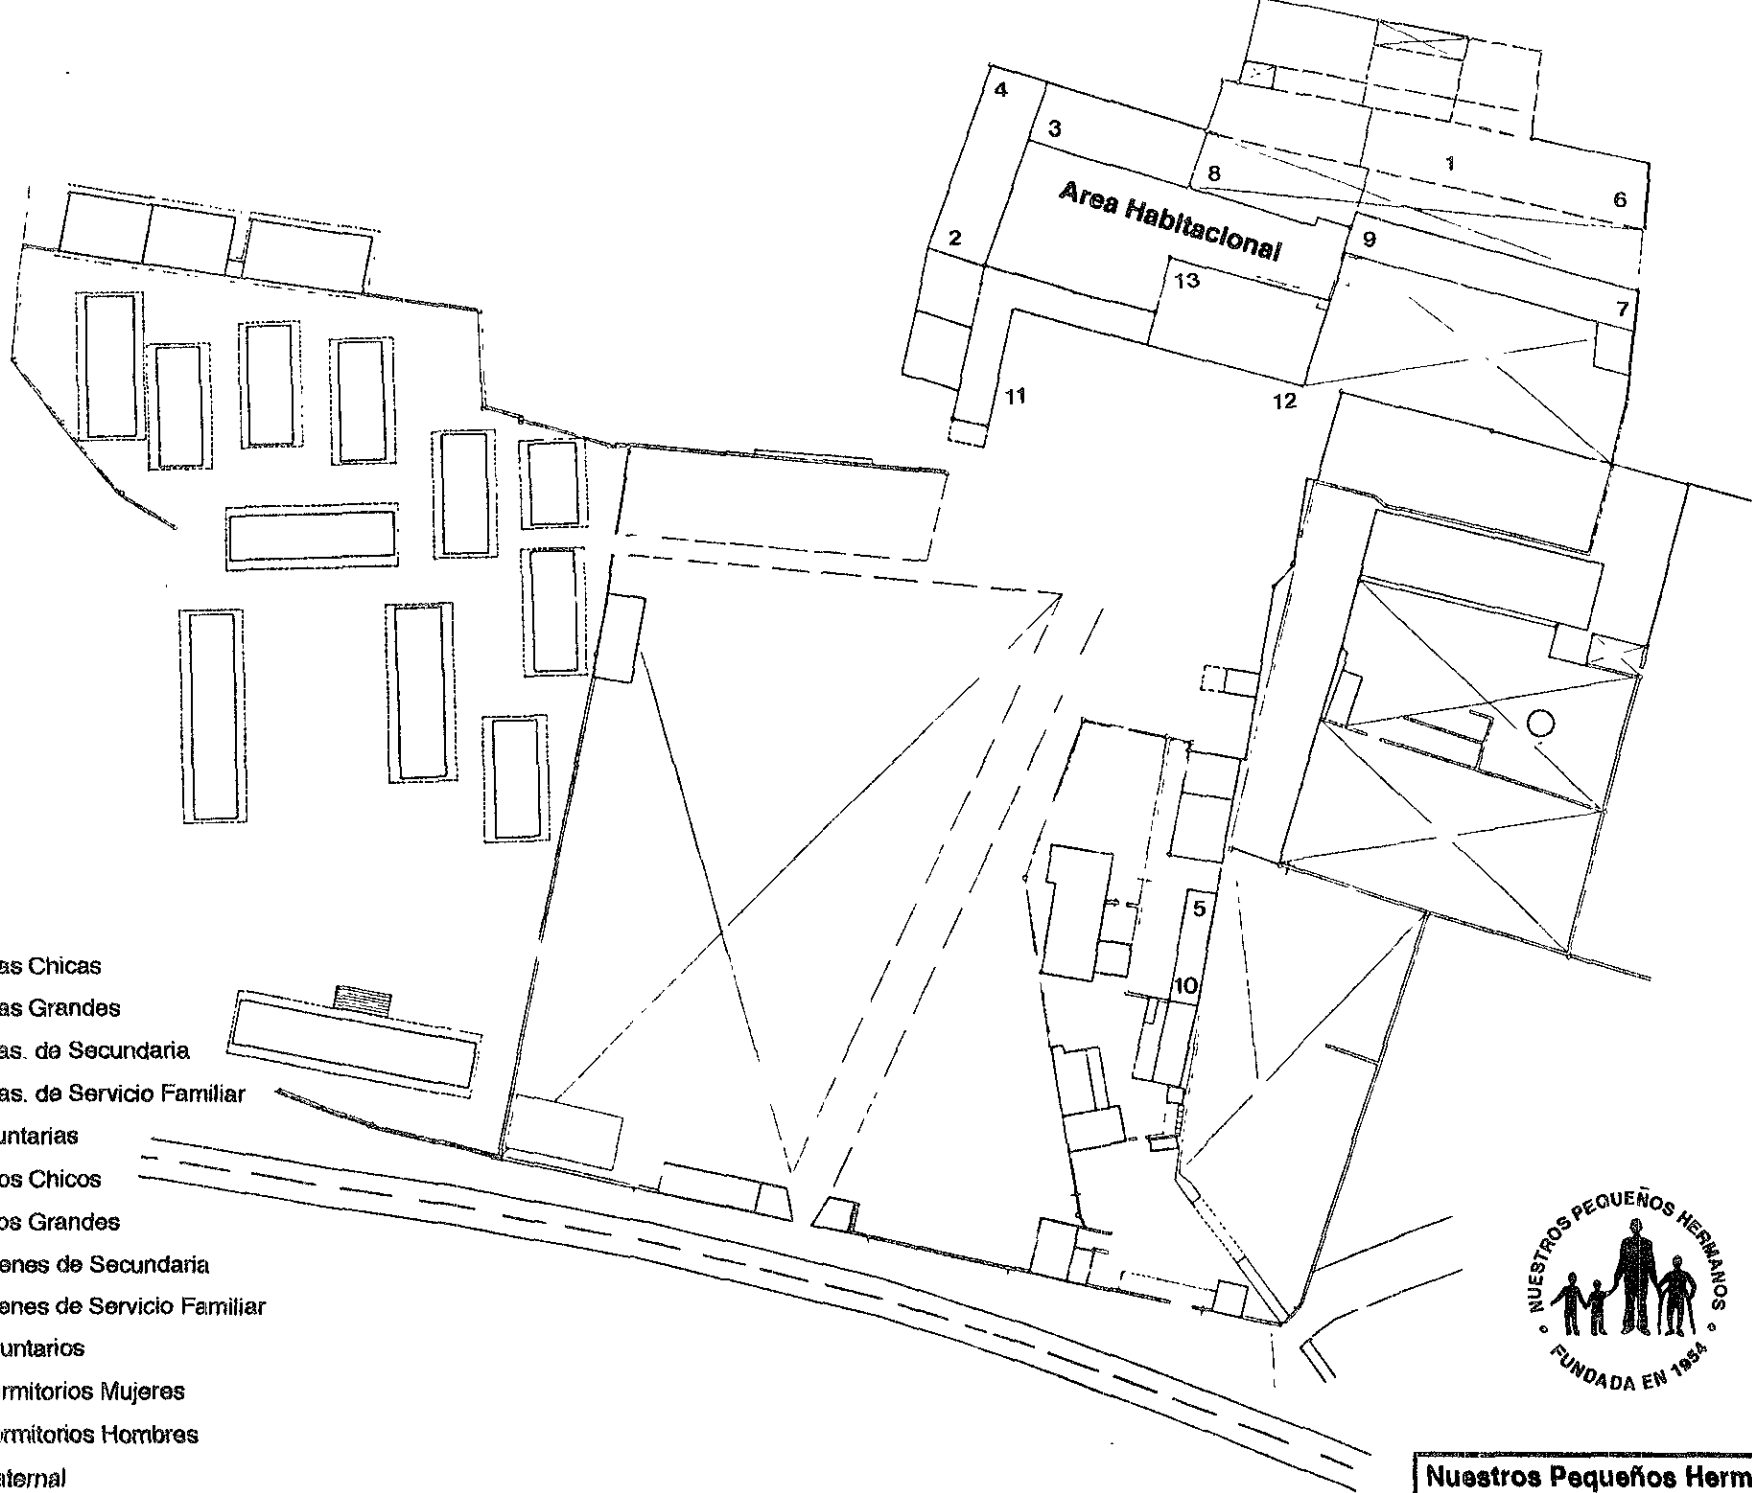 4
3
1
8
6
Area Habitacional
2
9
13
7
11
12
5
10
as Chicas
as Grandes
as. de Secundaria
as. de Servicio Familiar
untarias
os Chicos
os Grandes
enes de Secundaria
enes de Servicio Familiar
untarios
rmitorios Mujeres
ormitorios Hombres
aternal
NUESTROS PEQUEÑOS HERMANOS
FUNDADA EN 1954
Nuestros Pequeños Herm